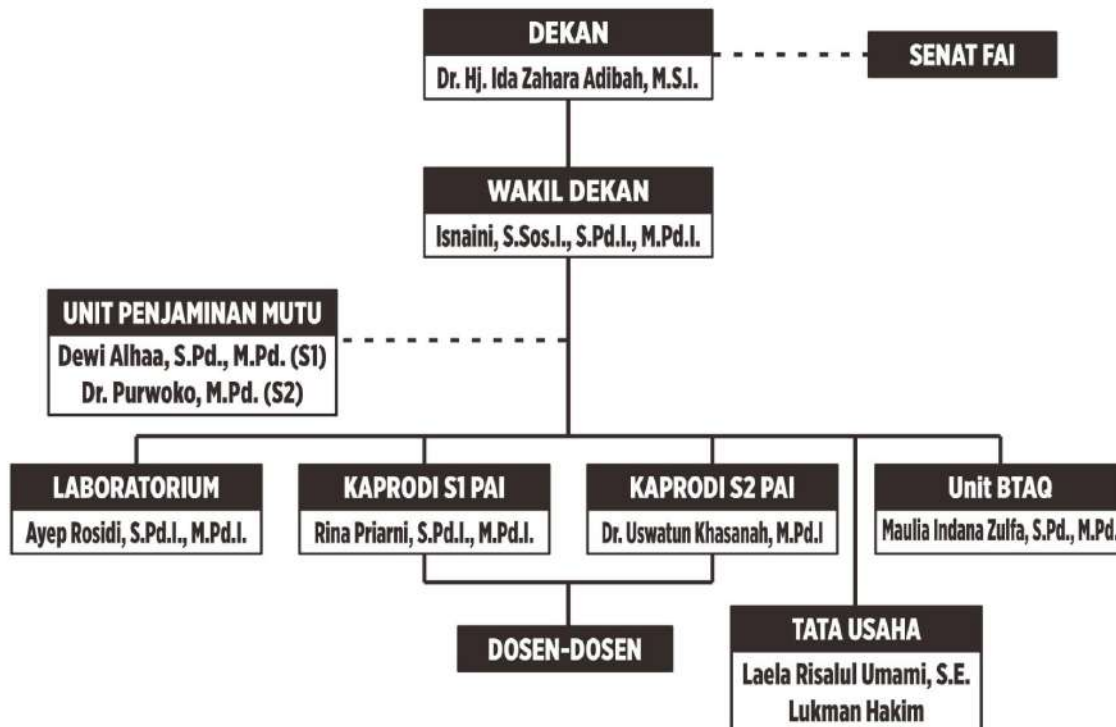 DEKAN
Dr. Hj. Ida Zahara Adibah, M.S.I.
SENAT FAI
WAKIL DEKAN
Isnaini, S.Sos.I., S.Pd.I., M.Pd.I.
UNIT PENJAMINAN MUTU
Dewi Alhaa, S.Pd., M.Pd. (S1)
Dr. Purwoko, M.Pd. (S2)
LABORATORIUM
Ayep Rosidi, S.Pd.I., M.Pd.I.
KAPRODI S1 PAI
Rina Priarni, S.Pd.I., M.Pd.I.
KAPRODI S2 PAI
Dr. Uswatun Khasanah, M.Pd.I
Unit BTAQ
Maulia Indana Zulfa, S.Pd., M.Pd.
DOSEN-DOSEN
TATA USAHA
Laela Risalul Umami, S.E.
Lukman Hakim